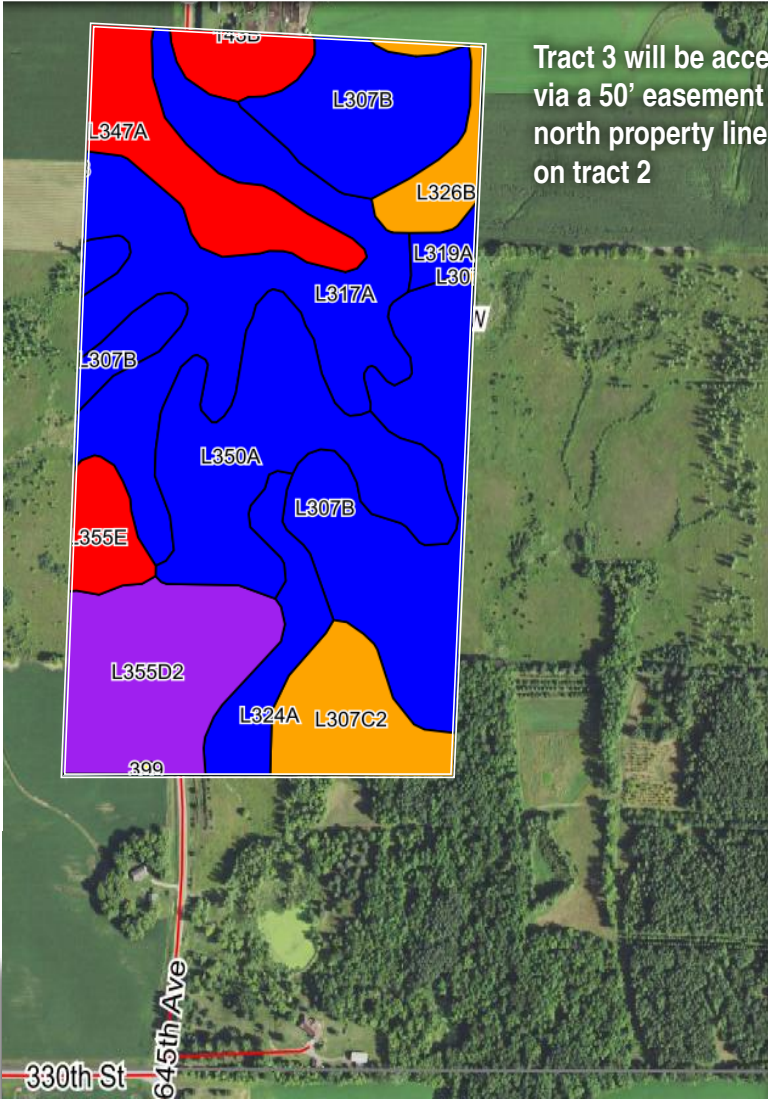 Tract 3 will be acce
via a 50’ easement
north property line
on tract 2
L307B
L347A
L326B
L319A
L30
L317A
W
L307B
L350A
L307B
L355E
L355D2
L324A
L307C2
399
645th Ave
330th St